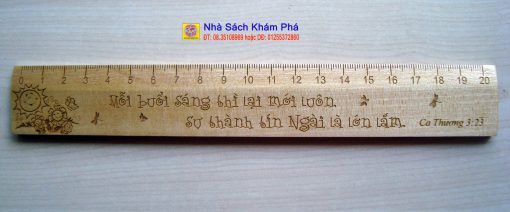 Nhà Sách Khám Phá
ĐT: 08.35108969 hoặc DĐ: 01255372860
0 1 2 3 4 5 6 7 8 9 10 11 12 13 14 15 16 17 18 19 20
Mỗi buổi sáng thì lại mới luôn.
Sự thành tín Ngài là lớn lắm.
Ca Thương 3:23